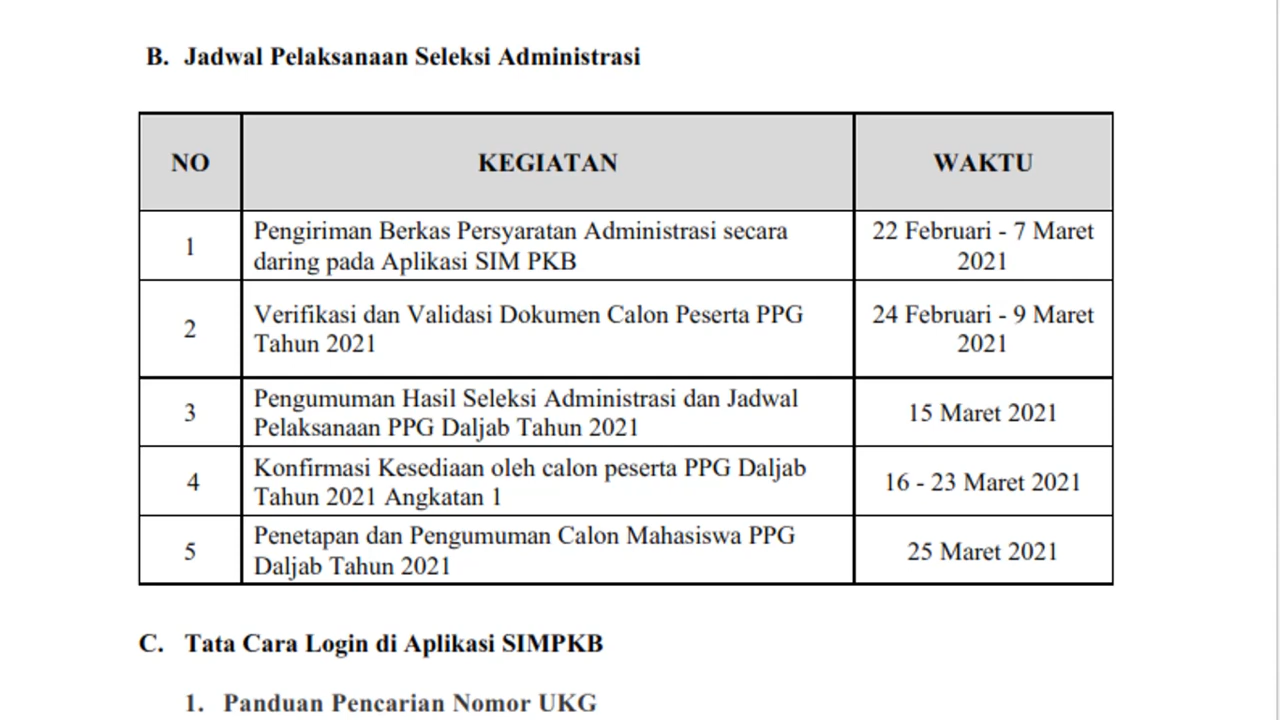 B. Jadwal Pelaksanaan Seleksi Administrasi
NO KEGIATAN WAKTU
1 Pengiriman Berkas Persyaratan Administrasi secara daring pada Aplikasi SIM PKB 22 Februari - 7 Maret 2021
2 Verifikasi dan Validasi Dokumen Calon Peserta PPG Tahun 2021 24 Februari - 9 Maret 2021
3 Pengumuman Hasil Seleksi Administrasi dan Jadwal Pelaksanaan PPG Daljab Tahun 2021 15 Maret 2021
4 Konfirmasi Kesediaan oleh calon peserta PPG Daljab Tahun 2021 Angkatan 1 16 - 23 Maret 2021
5 Penetapan dan Pengumuman Calon Mahasiswa PPG Daljab Tahun 2021 25 Maret 2021
C. Tata Cara Login di Aplikasi SIMPKB
1. Panduan Pencarian Nomor UKG